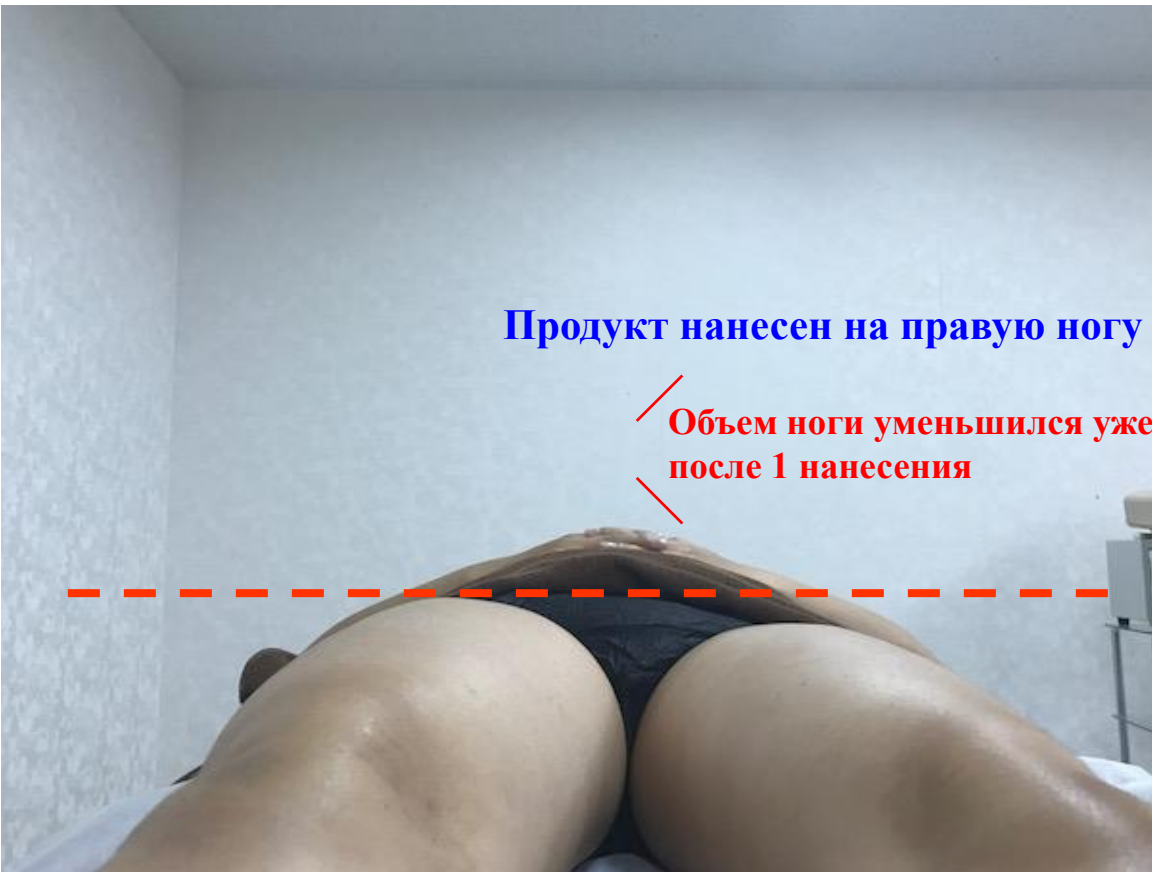 Продукт нанесен на правую ногу
Объем ноги уменьшился уже
после 1 нанесения